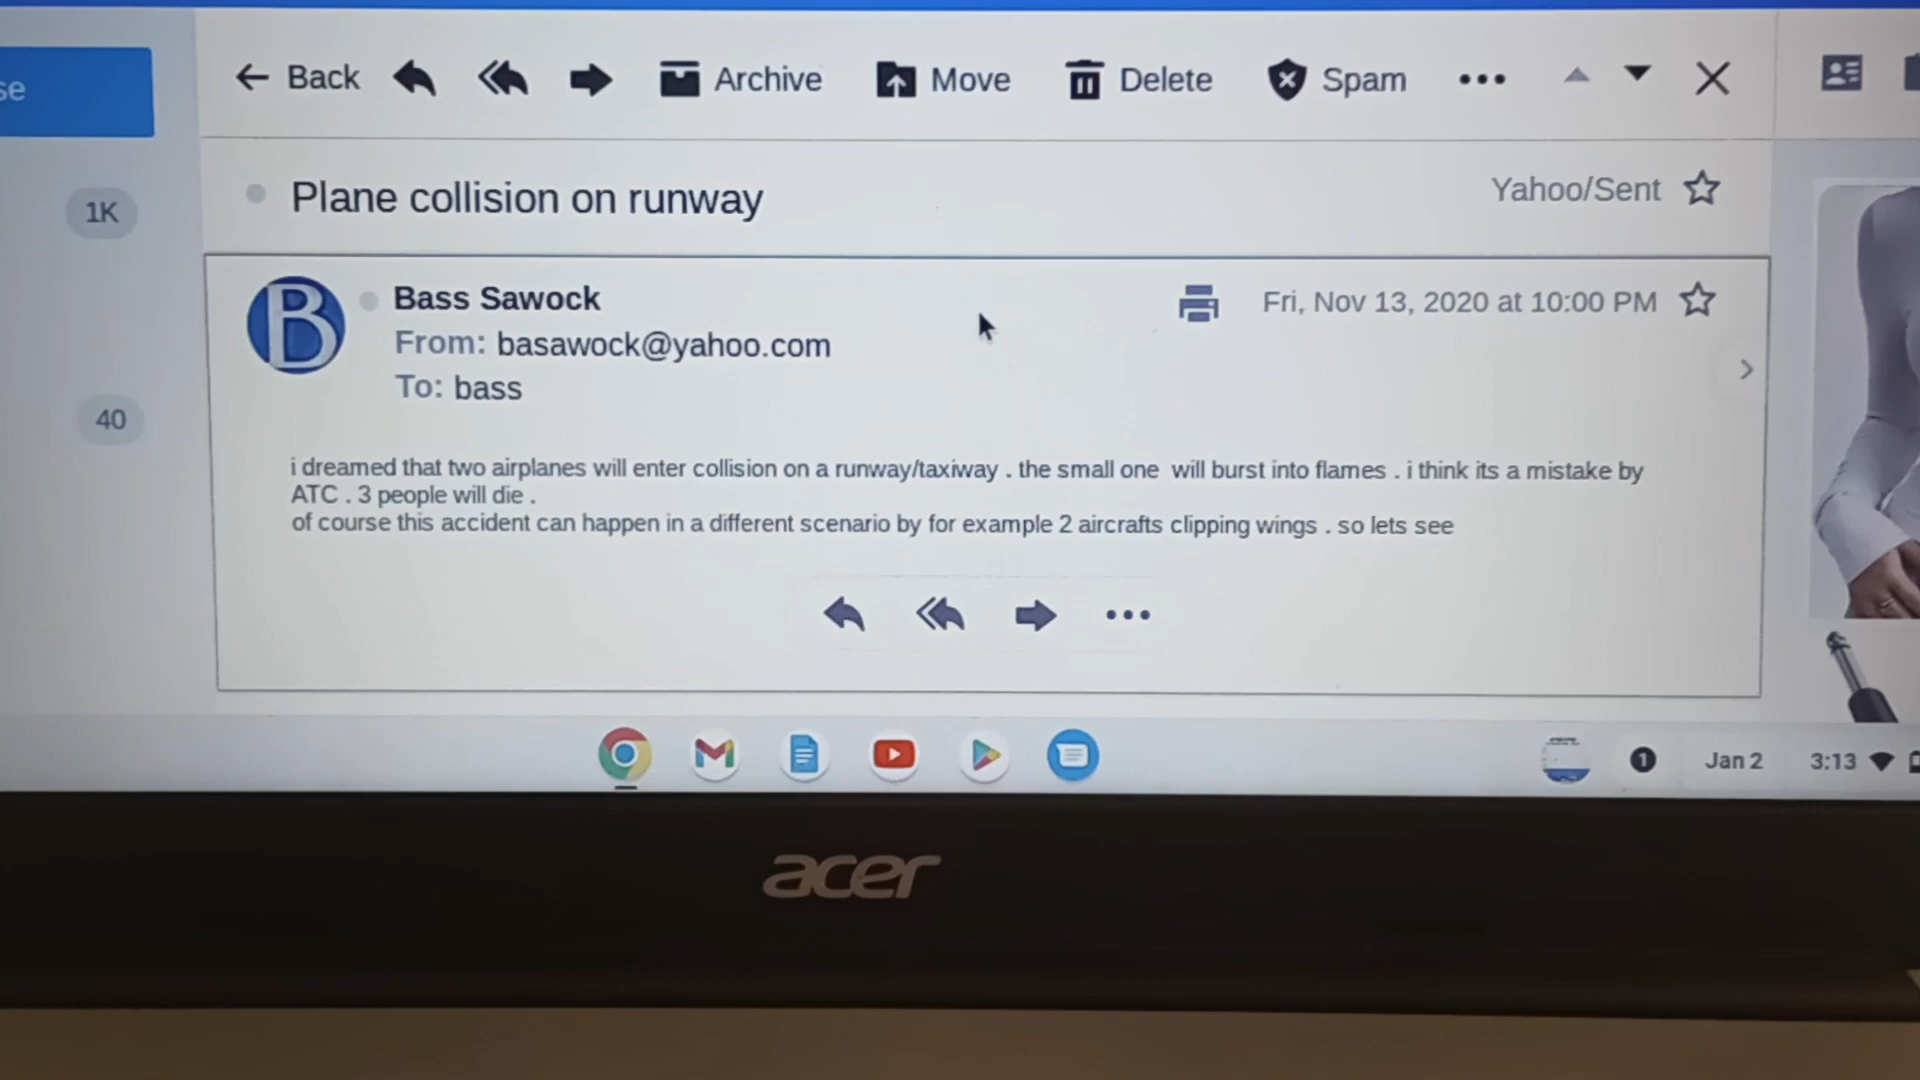 se
Back Archive Move Delete Spam
1K
Plane collision on runway
Yahoo/Sent
B
Bass Sawock
Fri, Nov 13, 2020 at 10:00 PM
From: basawock@yahoo.com
To: bass
40
i dreamed that two airplanes will enter collision on a runway/taxiway . the small one  will burst into flames . i think its a mistake by
ATC . 3 people will die .
of course this accident can happen in a different scenario by for example 2 aircrafts clipping wings . so lets see
1 Jan 2 3:13
acer